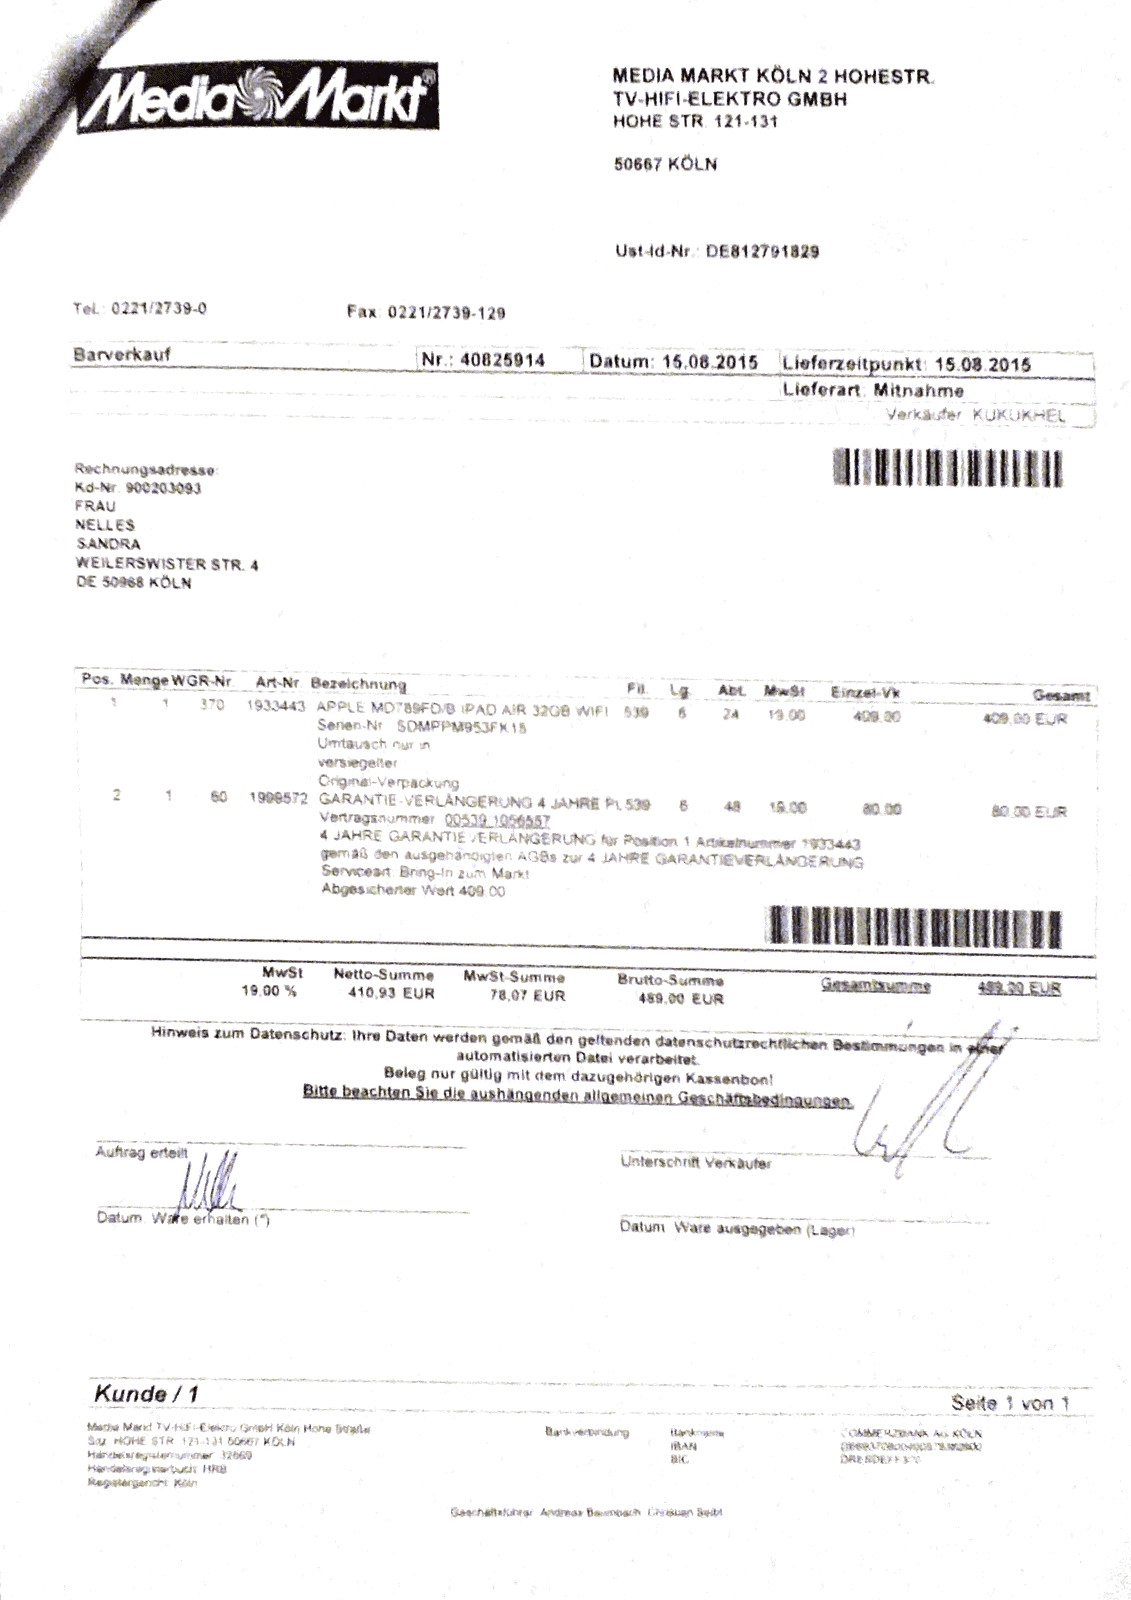 Media Markt
MEDIA MARKT KÖLN 2 HOHESTR.
TV-HIFI-ELEKTRO GMBH
HOHE STR. 121-131
50667 KÖLN
Ust-Id-Nr.: DE812791829
Tel.: 0221/2739-0 Fax: 0221/2739-129
Barverkauf Nr.: 40825914 Datum: 15.08.2015 Lieferzeitpunkt: 15.08.2015
Lieferart: Mitnahme
Verkäufer KUKUKHEL
Rechnungsadresse:
Kd-Nr. 900203093
FRAU
NELLES
SANDRA
WEILERSWISTER STR. 4
DE 50968 KÖLN
Pos. Menge WGR-Nr. Art-Nr. Bezeichnung Fil. Lg. Abt. MwSt Einzel-Vk Gesamt
1 1 370 1933443 APPLE MD789FD/B IPAD AIR 32GB WIFI 539 6 24 19.00 409.00 409.00 EUR
Serien-Nr. SDMPPM953FK15
Umtausch nur in
versiegelter
Original-Verpackung
2 1 60 1999572 GARANTIE-VERLÄNGERUNG 4 JAHRE PL 539 6 48 19.00 80.00 80.00 EUR
Vertragsnummer 00539 1056557
4 JAHRE GARANTIEVERLÄNGERUNG für Position 1 Artikelnummer 1933443
gemäß den ausgehändigten AGBs zur 4 JAHRE GARANTIEVERLÄNGERUNG
Serviceart: Bring-In zum Markt
Abgesicherter Wert 409.00
MwSt Netto-Summe MwSt-Summe Brutto-Summe Gesamtsumme 489.00 EUR
19,00 % 410,93 EUR 78,07 EUR 489.00 EUR
Hinweis zum Datenschutz: Ihre Daten werden gemäß den geltenden datenschutzrechtlichen Bestimmungen in einer
automatisierten Datei verarbeitet.
Beleg nur gültig mit dem dazugehörigen Kassenbon!
Bitte beachten Sie die aushängenden allgemeinen Geschäftsbedingungen.
Auftrag erteilt Unterschrift Verkäufer
Datum Ware erhalten (*) Datum Ware ausgegeben (Lager)
Kunde / 1 Seite 1 von 1
Media Markt TV-HiFi-Elektro GmbH Köln Hohe Straße Bankverbindung Bankname COMMERZBANK AG KÖLN
Sitz: HOHE STR. 121-131 50667 KÖLN IBAN
Handelsregisternummer 32669 BIC
Handelsregisterbuch: HRB
Registergericht: Köln
Geschäftsführer: Andreas Baumbach Christian Seibt